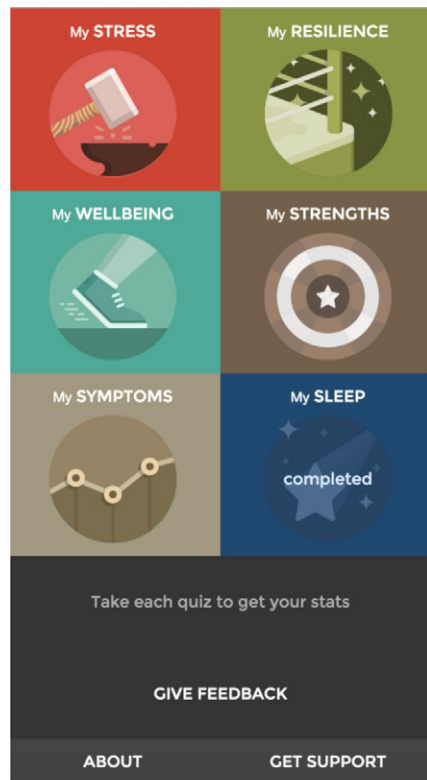 My STRESS
My RESILIENCE
My WELLBEING
My STRENGTHS
My SYMPTOMS
My SLEEP
completed
Take each quiz to get your stats
GIVE FEEDBACK
ABOUT
GET SUPPORT